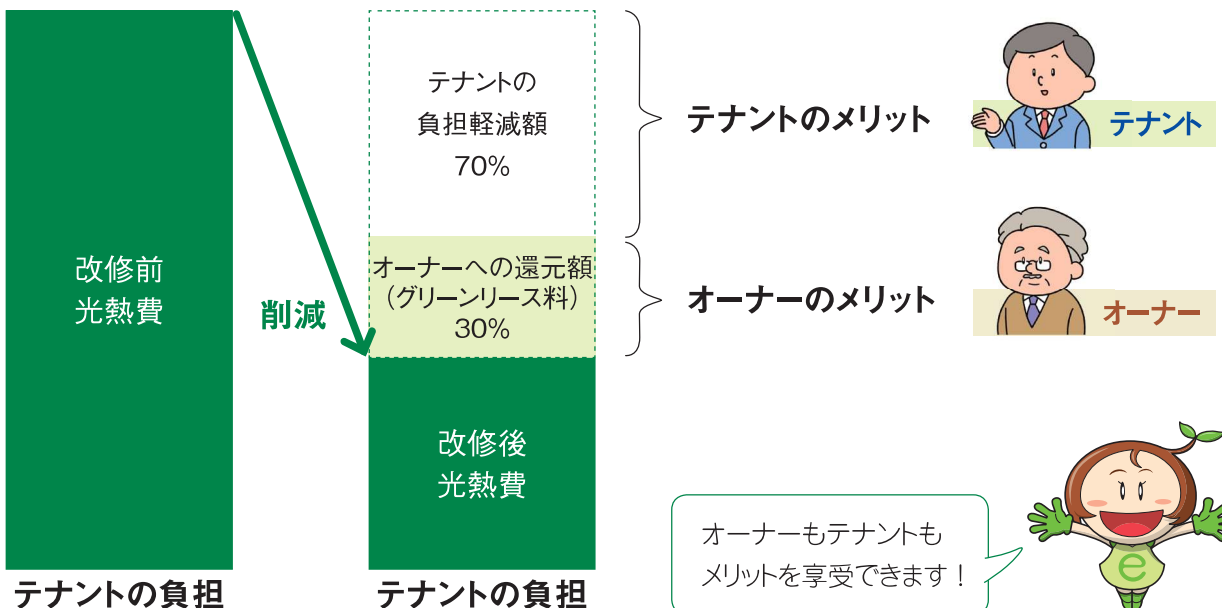 改修前
光熱費
テナントの負担
削減
テナントの
負担軽減額
70%
オーナーへの還元額
(グリーンリース料)
30%
改修後
光熱費
テナントの負担
テナントのメリット
テナント
オーナーのメリット
オーナー
オーナーもテナントも
メリットを享受できます!
e